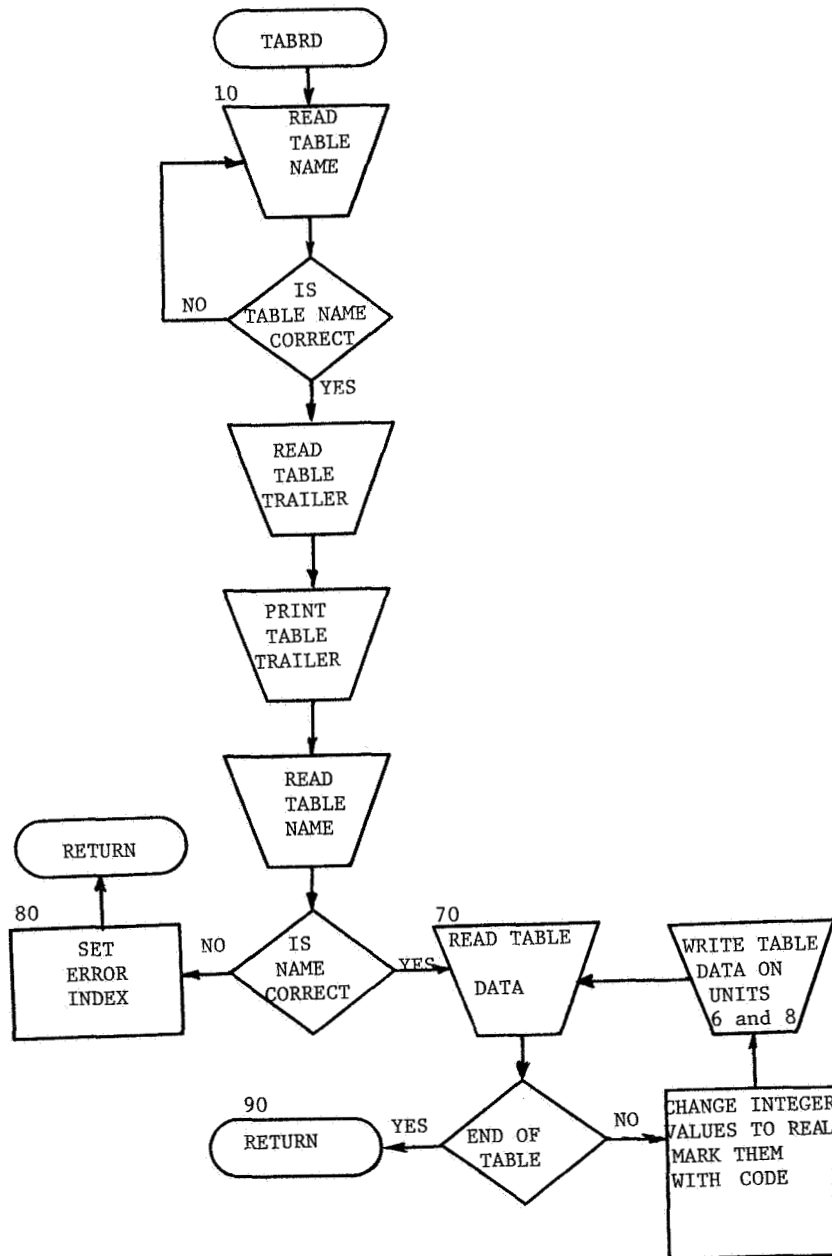 TABRD
10
READ
TABLE
NAME
IS
TABLE NAME
CORRECT
NO
YES
READ
TABLE
TRAILER
PRINT
TABLE
TRAILER
READ
TABLE
NAME
RETURN
80
SET
ERROR
INDEX
NO
IS
NAME
CORRECT
YES
70
READ TABLE
DATA
WRITE TABLE
DATA ON
UNITS
6 and 8
90
RETURN
YES
END OF
TABLE
NO
CHANGE INTEGER
VALUES TO REAL
MARK THEM
WITH CODE